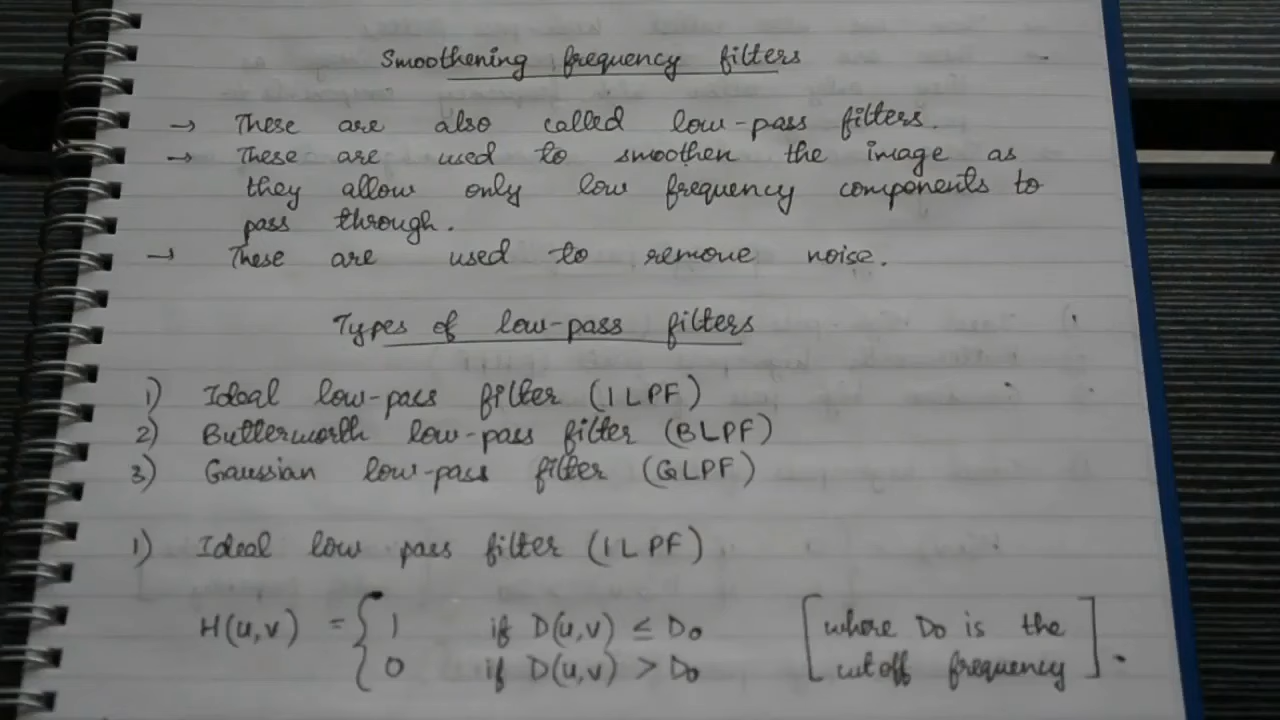 Smoothening frequency filters
→ These are also called low-pass filters.
→ These are used to smoothen the image as
they allow only low frequency components to
pass through.
→ These are used to remove noise.
Types of low-pass filters
1) Ideal low-pass filter (ILPF)
2) Butterworth low-pass filter (BLPF)
3) Gaussian low-pass filter (GLPF)
1) Ideal low pass filter (ILPF)
H(u,v) = { 1 if D(u,v) ≤ D0 [where D0 is the
0 if D(u,v) > D0 cutoff frequency].